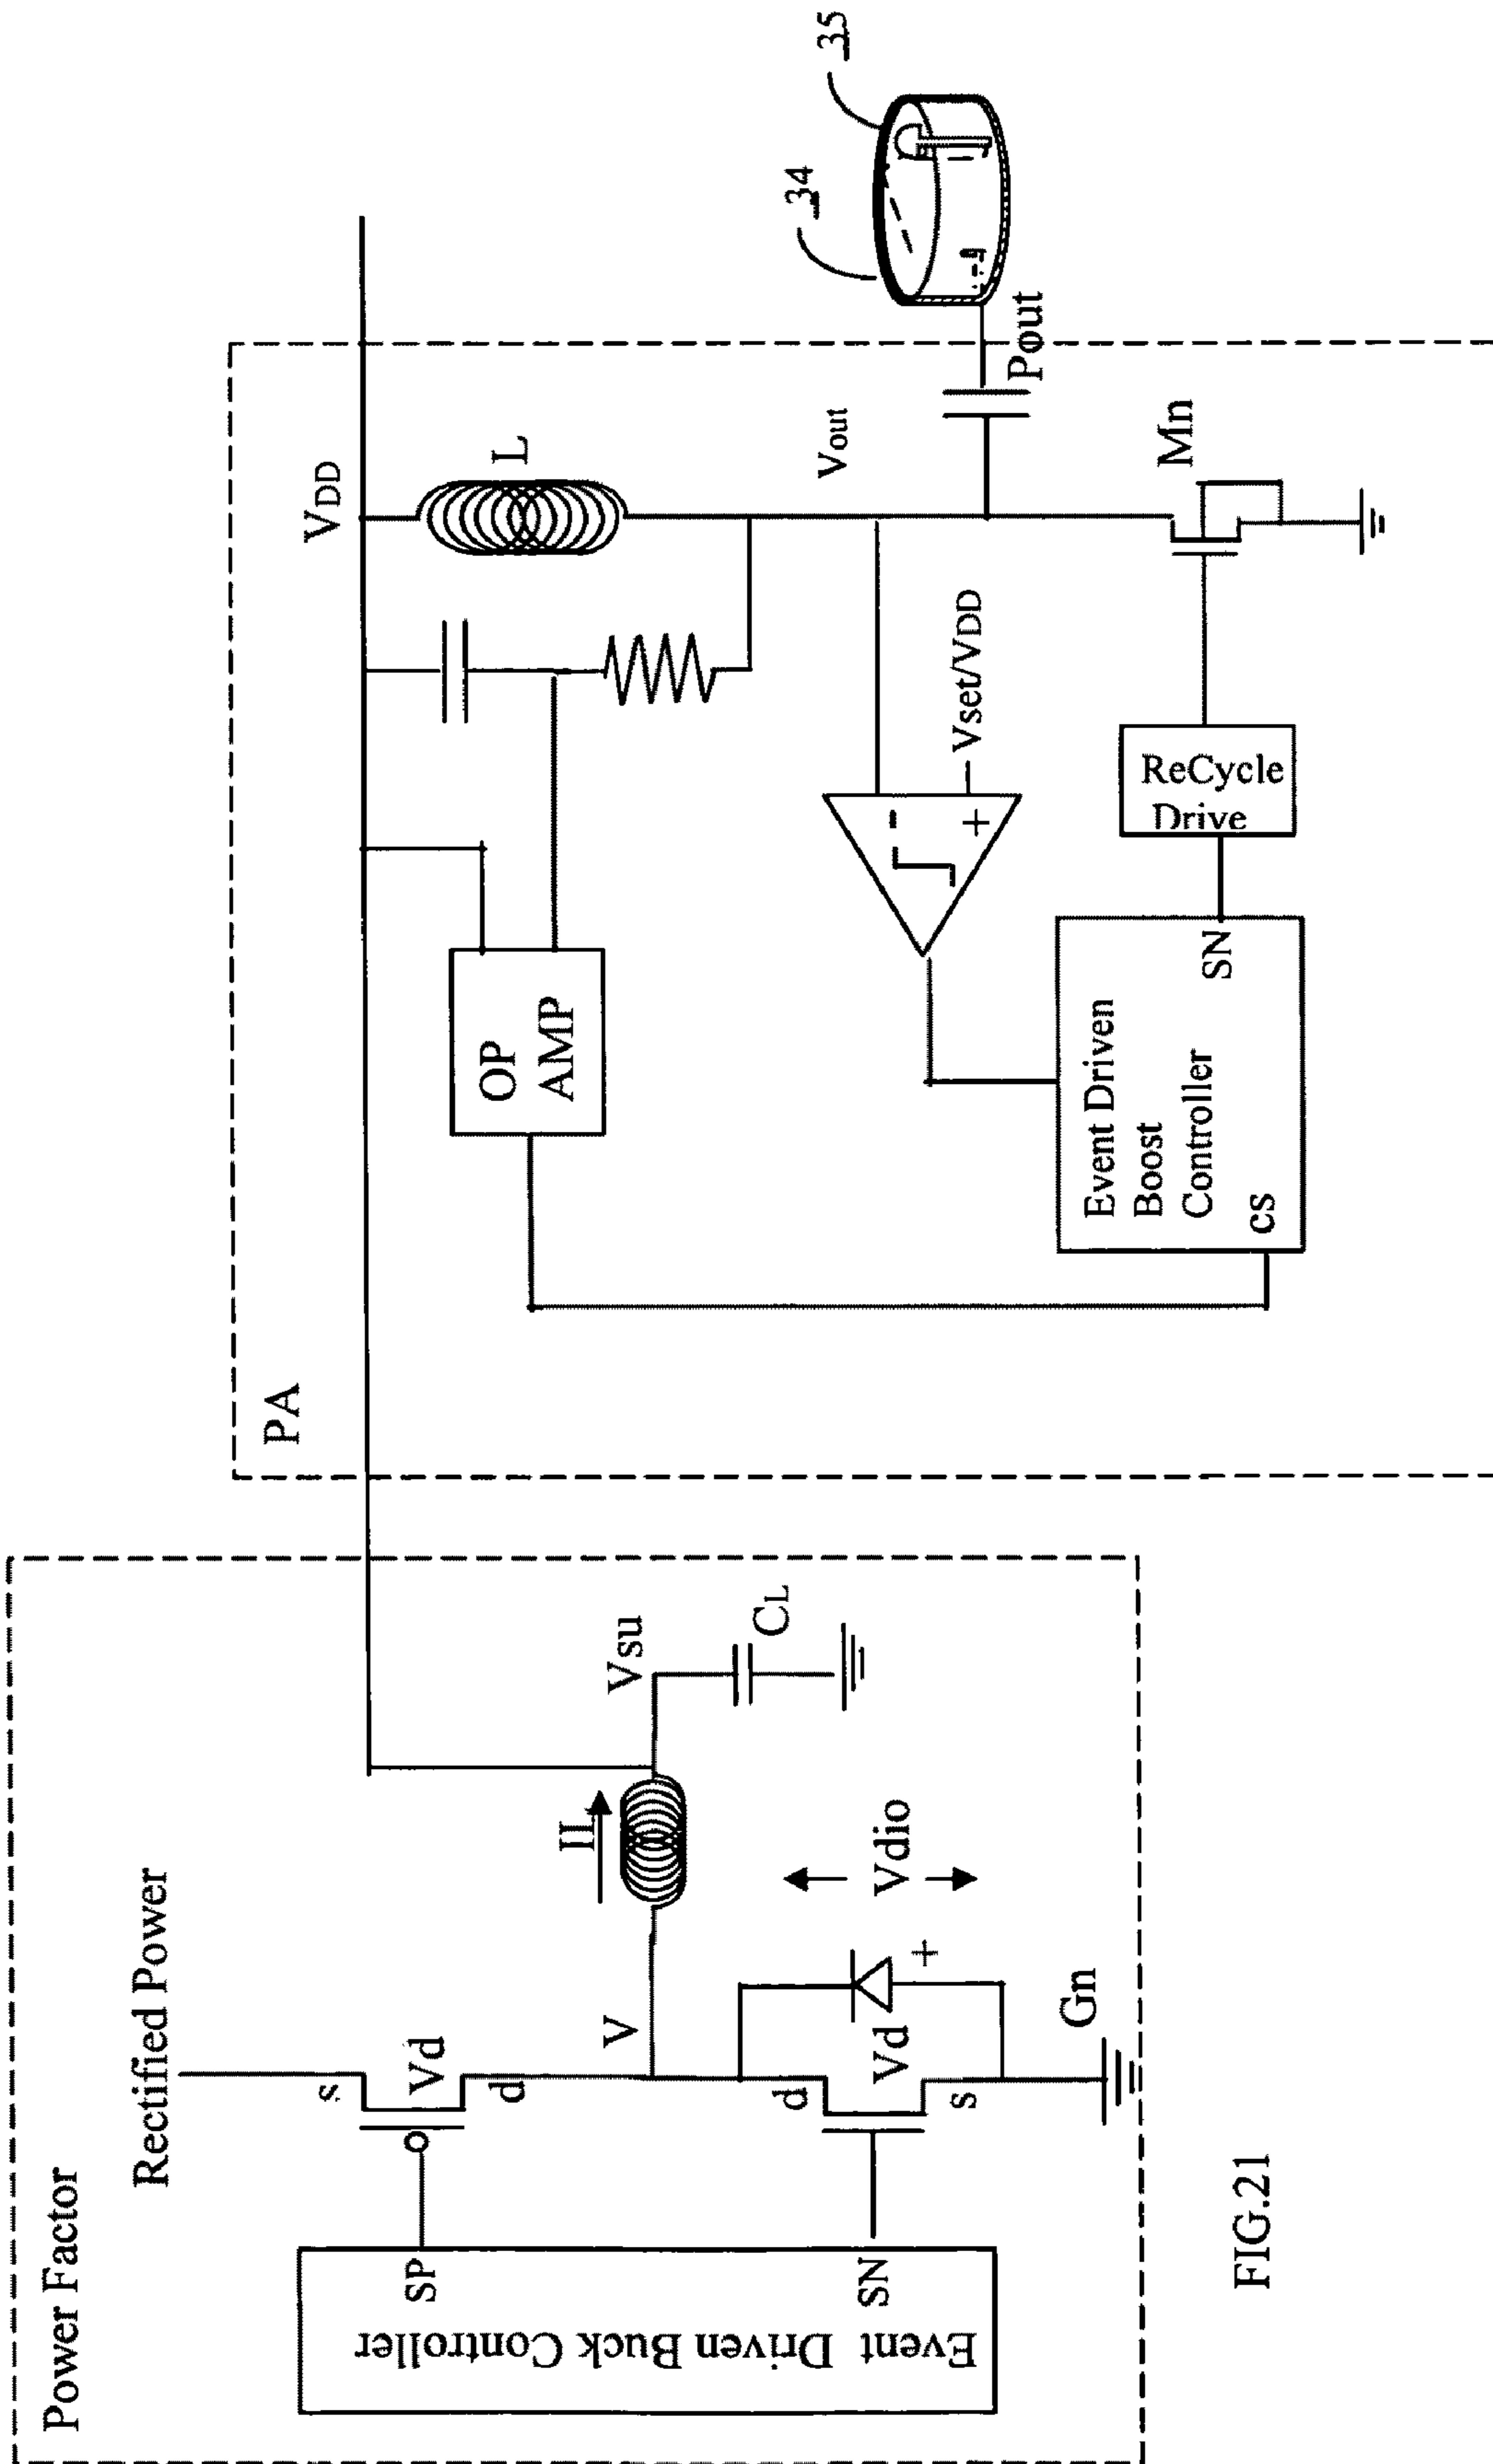 Power Factor
Rectified Power
Event Driven Buck Controller
SP
SN
s
Vd
d
V
d
Vd
s
+
Gn
IL
Vdio
Vsu
CL
PA
OP
AMP
VDD
L
Vout
Vset/VDD
-
+
Event Driven
Boost
Controller
cs
SN
ReCycle
Drive
Mn
Pout
34
35
FIG.21